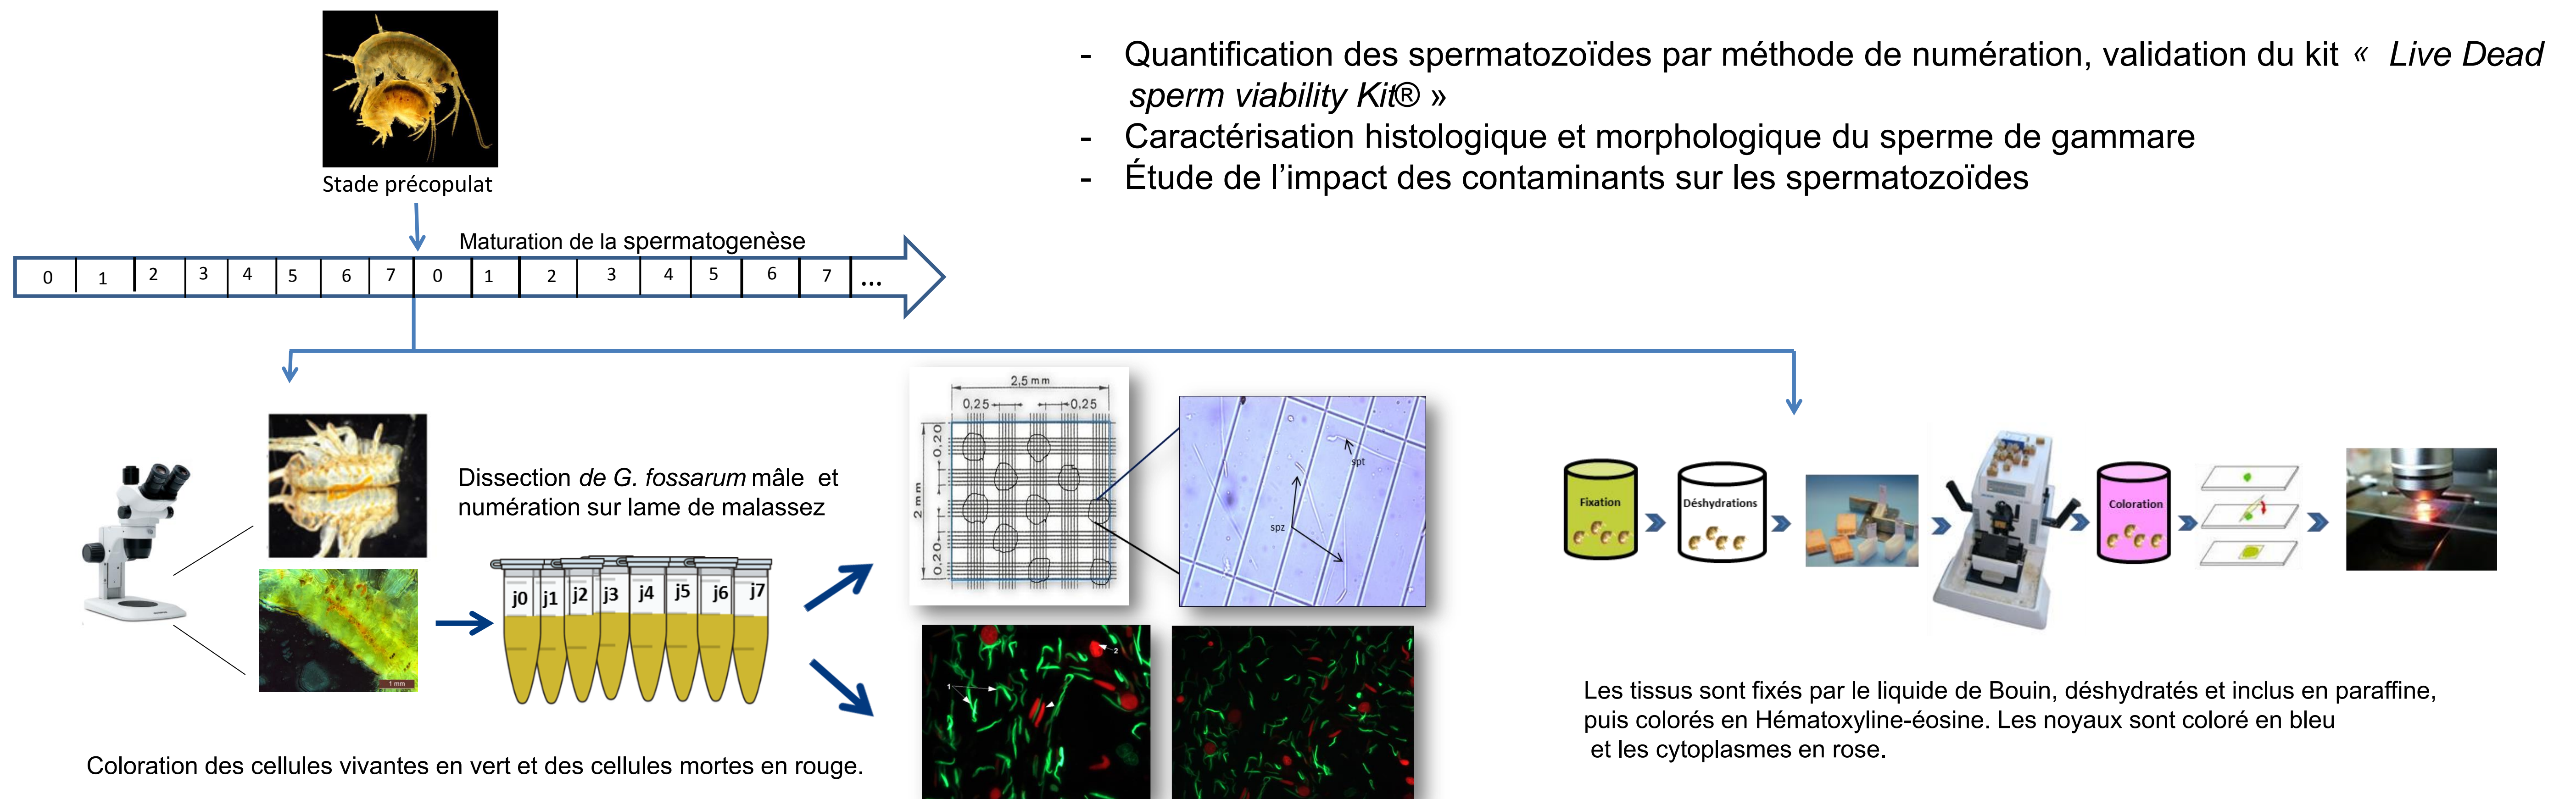 - Quantification des spermatozoïdes par méthode de numération, validation du kit « Live Dead
sperm viability Kit® »
- Caractérisation histologique et morphologique du sperme de gammare
- Étude de l’impact des contaminants sur les spermatozoïdes
Stade précopulat
Maturation de la spermatogenèse
0 1 2 3 4 5 6 7 0 1 2 3 4 5 6 7 ...
Dissection de G. fossarum mâle et
numération sur lame de malassez
1 mm
j0 j1 j2 j3 j4 j5 j6 j7
2,5 mm
0,25 0,25
0,20
2 mm
0,20
spt
spz
1
2
Coloration des cellules vivantes en vert et des cellules mortes en rouge.
Fixation
Déshydrations
Coloration
Les tissus sont fixés par le liquide de Bouin, déshydratés et inclus en paraffine,
puis colorés en Hématoxyline-éosine. Les noyaux sont coloré en bleu
et les cytoplasmes en rose.